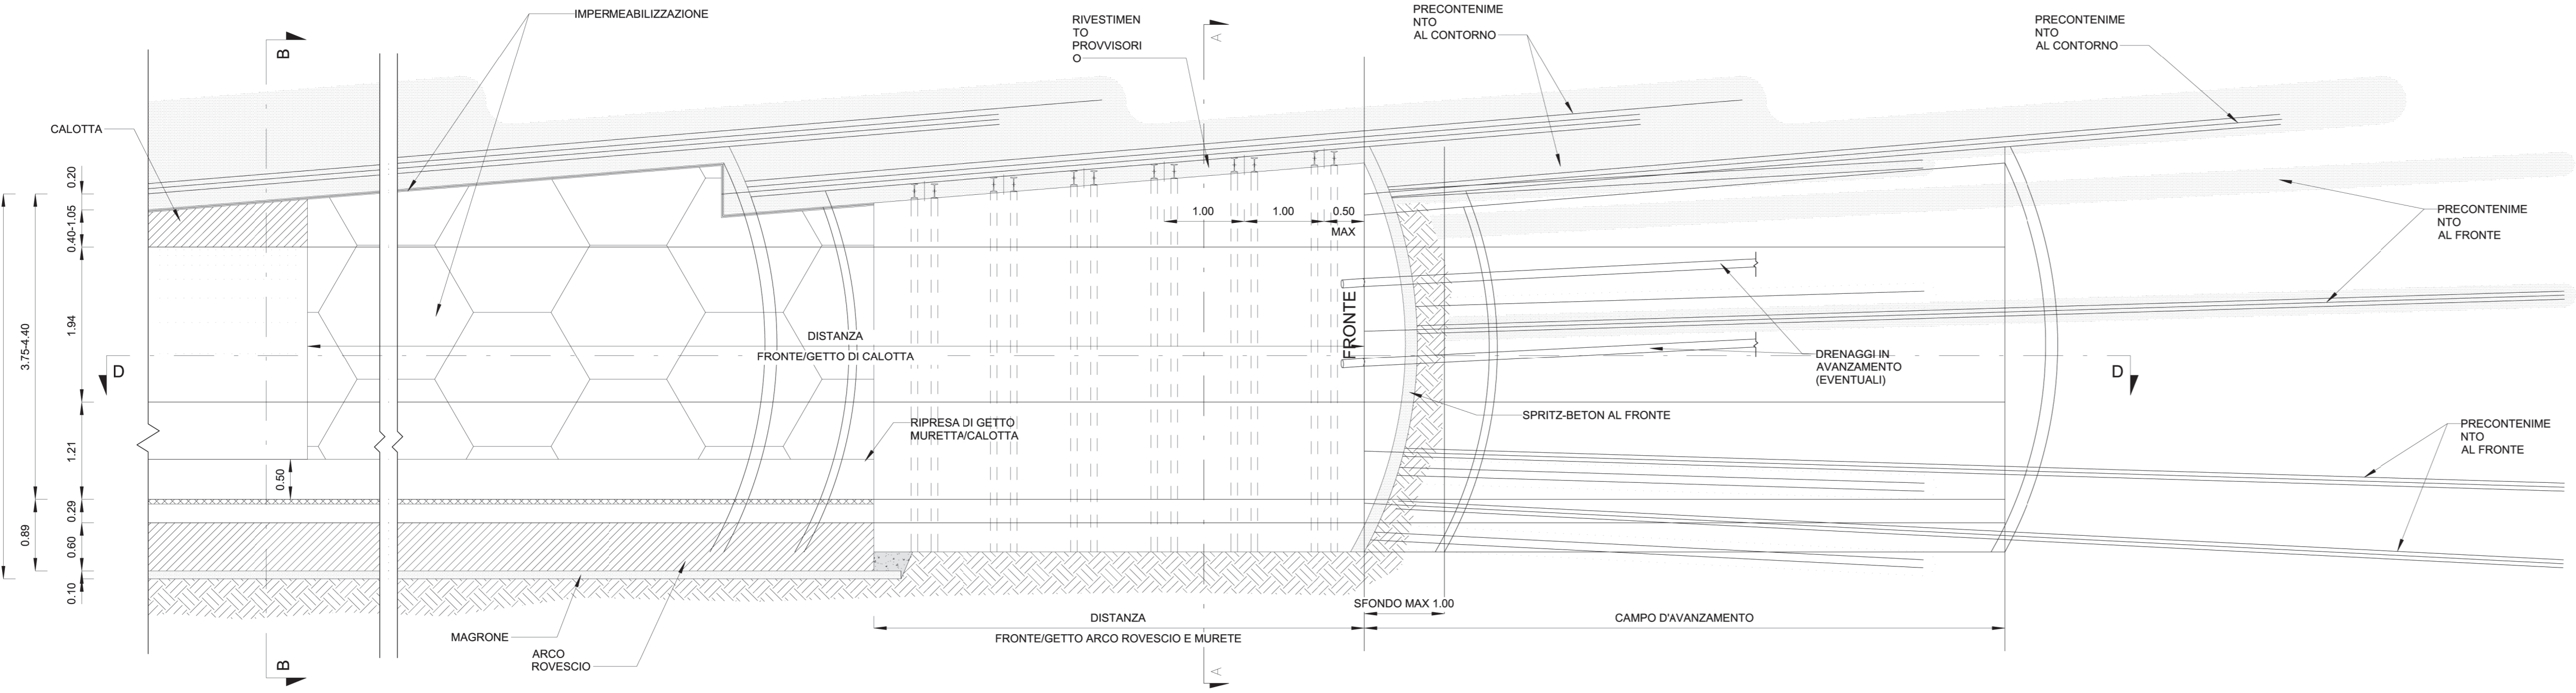 IMPERMEABILIZZAZIONE
RIVESTIMEN
TO
PROVVISORI
O
PRECONTENIME
NTO
AL CONTORNO
PRECONTENIME
NTO
AL CONTORNO
B
A
CALOTTA
0.20
0.40-1.05
1.94
1.21
0.29
0.60
0.10
3.75-4.40
0.89
0.50
1.00
1.00
0.50
MAX
PRECONTENIME
NTO
AL FRONTE
FRONTE
DISTANZA
FRONTE/GETTO DI CALOTTA
D
D
DRENAGGI IN
AVANZAMENTO
(EVENTUALI)
SPRITZ-BETON AL FRONTE
RIPRESA DI GETTO
MURETTA/CALOTTA
PRECONTENIME
NTO
AL FRONTE
SFONDO MAX 1.00
DISTANZA
FRONTE/GETTO ARCO ROVESCIO E MURETE
CAMPO D'AVANZAMENTO
MAGRONE
ARCO
ROVESCIO
B
A